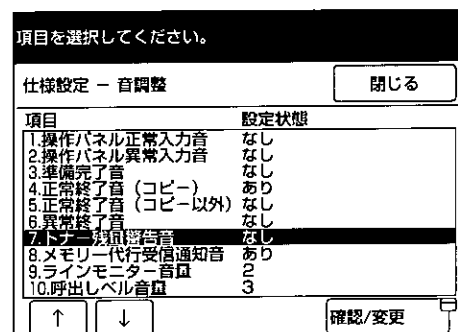 項目を選択してください。
仕様設定 － 音調整
閉じる
項目 設定状態
1.操作パネル正常入力音 なし
2.操作パネル異常入力音 なし
3.準備完了音 なし
4.正常終了音（コピー） あり
5.正常終了音（コピー以外） なし
6.異常終了音 なし
7.トナー残量警告音 なし
8.メモリー代行受信通知音 あり
9.ラインモニター音量 2
10.呼出しベル音量 3
↑ ↓ 確認/変更